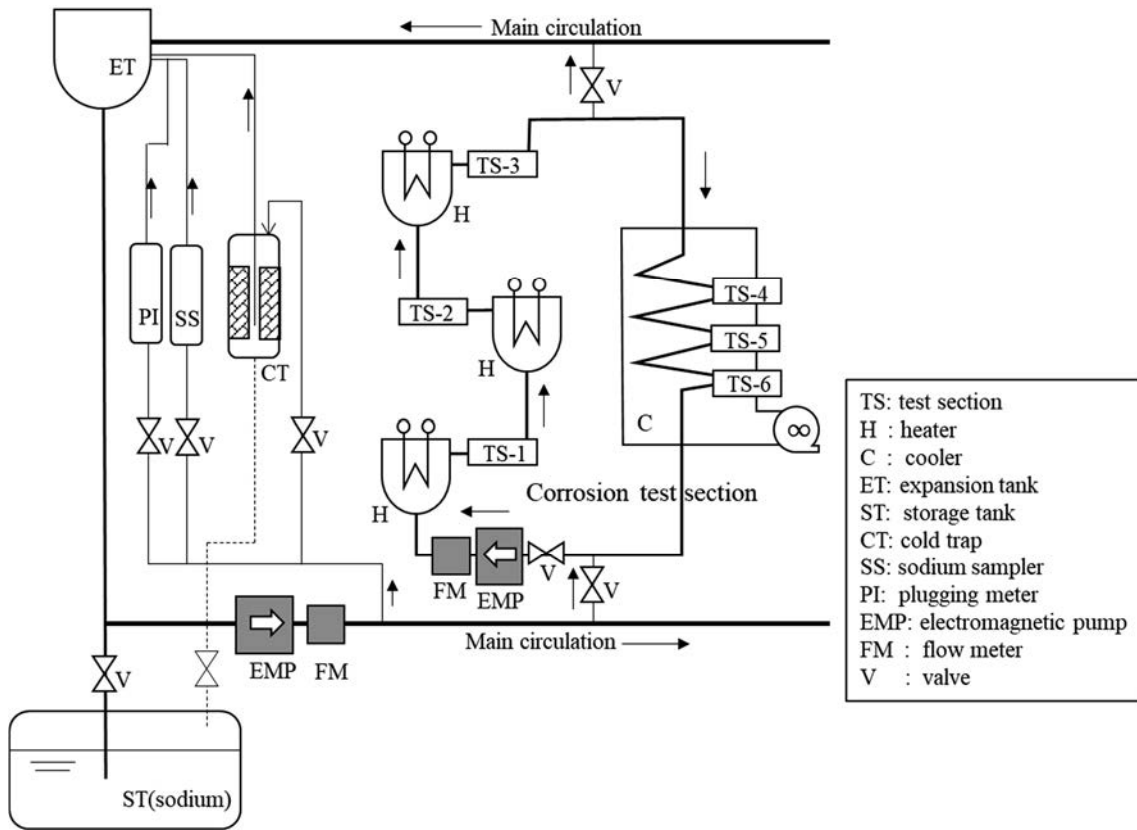 Main circulation
ET
V
TS-3
H
TS-4
TS-2
PI
SS
TS-5
H
CT
TS-6
C
∞
V
V
V
TS-1
Corrosion test section
H
V
FM
EMP
V
Main circulation
EMP
FM
V
ST(sodium)
TS: test section
H : heater
C : cooler
ET: expansion tank
ST: storage tank
CT: cold trap
SS: sodium sampler
PI: plugging meter
EMP: electromagnetic pump
FM : flow meter
V : valve